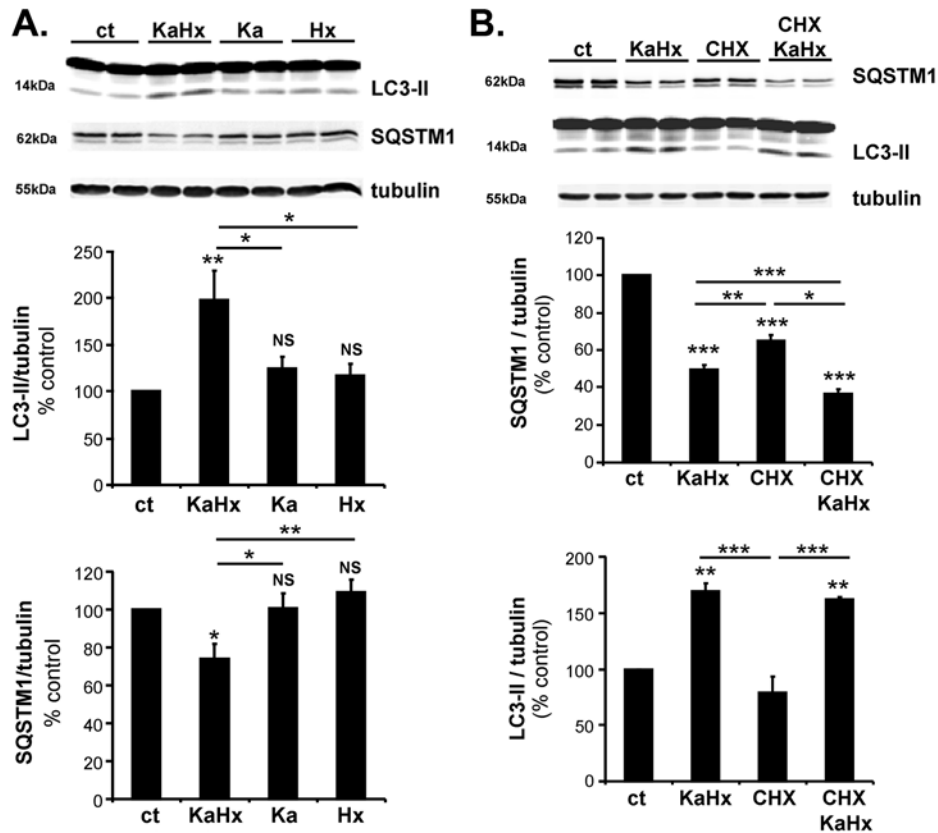 A.
ct KaHx Ka Hx
14kDa LC3-II
62kDa SQSTM1
55kDa tubulin
LC3-II/tubulin
% control
250
200
150
100
50
0
**
*
*
NS
NS
ct KaHx Ka Hx
SQSTM1/tubulin
% control
120
100
80
60
40
20
0
**
*
*
NS
NS
ct KaHx Ka Hx
B.
ct KaHx CHX CHX
KaHx
62kDa SQSTM1
14kDa LC3-II
55kDa tubulin
SQSTM1 / tubulin
(% control)
120
100
80
60
40
20
0
***
** *
***
***
***
ct KaHx CHX CHX
KaHx
LC3-II / tubulin
(% control)
200
150
100
50
0
*** ***
** **
ct KaHx CHX CHX
KaHx